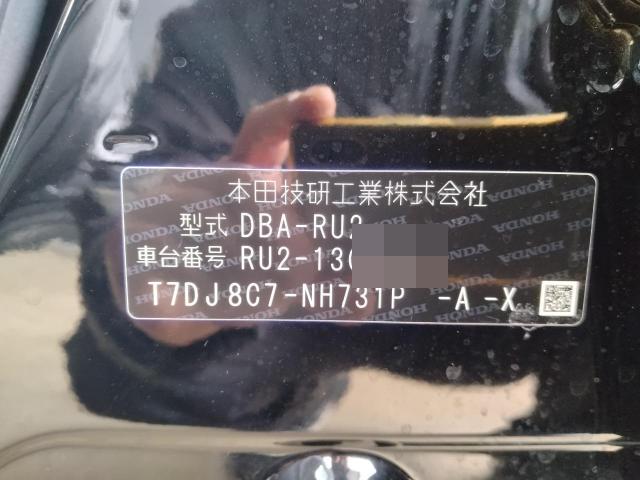 本田技研工業株式会社
型式 DBA-RU2
車台番号 RU2-13
T7DJ8C7-NH731P -A -X